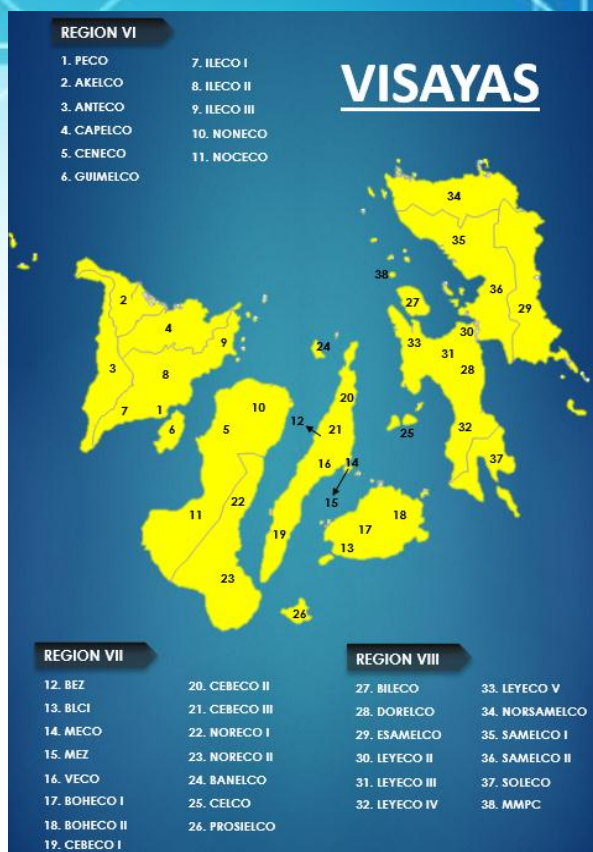 REGION VI
1. PECO
2. AKELCO
3. ANTECO
4. CAPELCO
5. CENECO
6. GUIMELCO
7. ILECO I
8. ILECO II
9. ILECO III
10. NONECO
11. NOCECO
VISAYAS
34
35
38
36
27
29
2
30
4
24
33
9
31
3
28
8
20
10
7
1
12
32
6
5
21
25
16
14
37
22
15
11
18
17
19
13
23
26
REGION VII
12. BEZ
13. BLCI
14. MECO
15. MEZ
16. VECO
17. BOHECO I
18. BOHECO II
19. CEBECO I
20. CEBECO II
21. CEBECO III
22. NORECO I
23. NORECO II
24. BANELCO
25. CELCO
26. PROSIELCO
REGION VIII
27. BILECO
28. DORELCO
29. ESAMELCO
30. LEYECO II
31. LEYECO III
32. LEYECO IV
33. LEYECO V
34. NORSAMELCO
35. SAMELCO I
36. SAMELCO II
37. SOLECO
38. MMPC